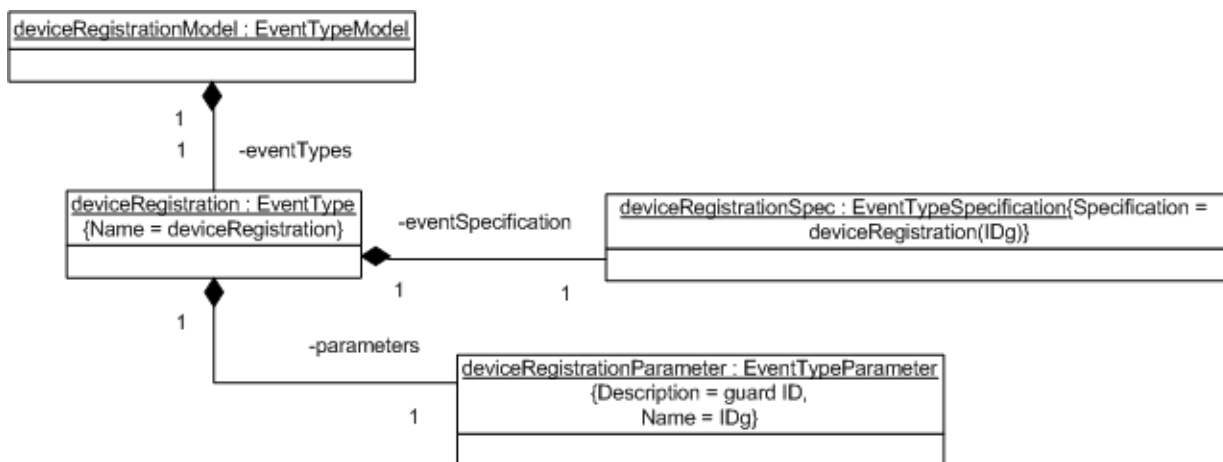 deviceRegistrationModel : EventTypeModel
1
1
-eventTypes
deviceRegistration : EventType
{Name = deviceRegistration}
-eventSpecification
deviceRegistrationSpec : EventTypeSpecification{Specification =
deviceRegistration(IDg)}
1
1
1
-parameters
deviceRegistrationParameter : EventTypeParameter
{Description = guard ID,
Name = IDg}
1